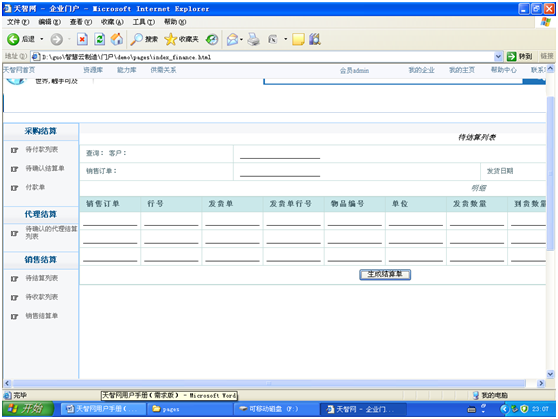 天智网 - 企业门户 - Microsoft Internet Explorer
文件(F) 编辑(E) 查看(V) 收藏(A) 工具(T) 帮助(H)
后退 搜索 收藏夹
地址(D) D:\guo\智慧云制造\门户\demo\pages\index_finance.html 转到 链接
天智网首页 资源库 能力库 供需关系 会员admin 我的企业 我的主页 帮助中心 联系
世界,触手可及
采购结算
待付款列表
待确认结算单
付款单
代理结算
待确认的代理结算列表
销售结算
待结算列表
待收款列表
销售结算单
待结算列表
查询: 客户:
销售订单: 发货日期
明细
销售订单 行号 发货单 发货单行号 物品编号 单位 发货数量 到货数量
生成结算单
完毕 我的电脑
天智网用户手册(需求版) - Microsoft Word
开始 天智网用户手册( pages 可移动磁盘 (F:) 天智网 - 企业门... 23:07